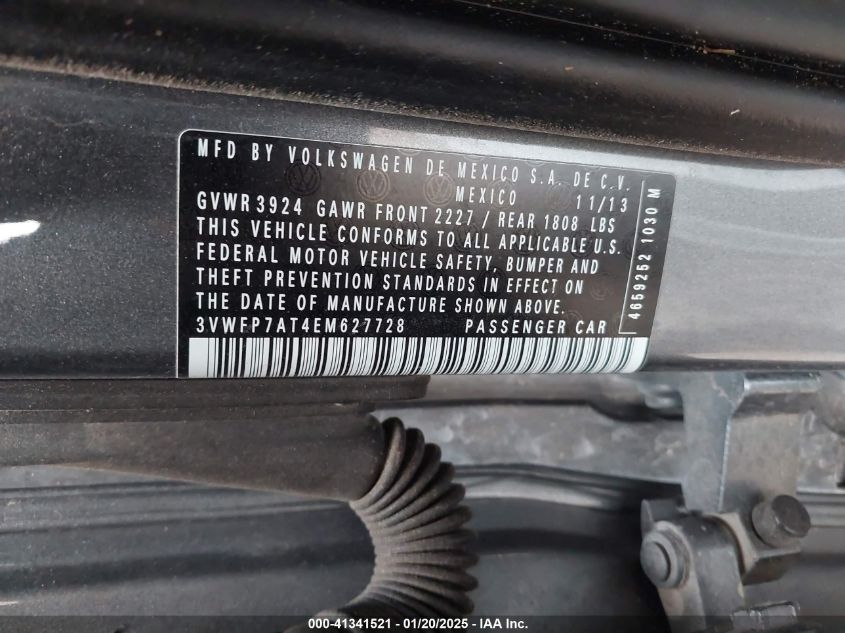 MFD BY VOLKSWAGEN DE MEXICO S.A. DE C.V.
MEXICO 11/13
GVWR 3924 GAWR FRONT 2227 / REAR 1808 LBS
THIS VEHICLE CONFORMS TO ALL APPLICABLE U.S.
FEDERAL MOTOR VEHICLE SAFETY, BUMPER AND
THEFT PREVENTION STANDARDS IN EFFECT ON
THE DATE OF MANUFACTURE SHOWN ABOVE.
3VWFP7AT4EM627728 PASSENGER CAR
4659252 1030 M
000-41341521 - 01/20/2025 - IAA Inc.